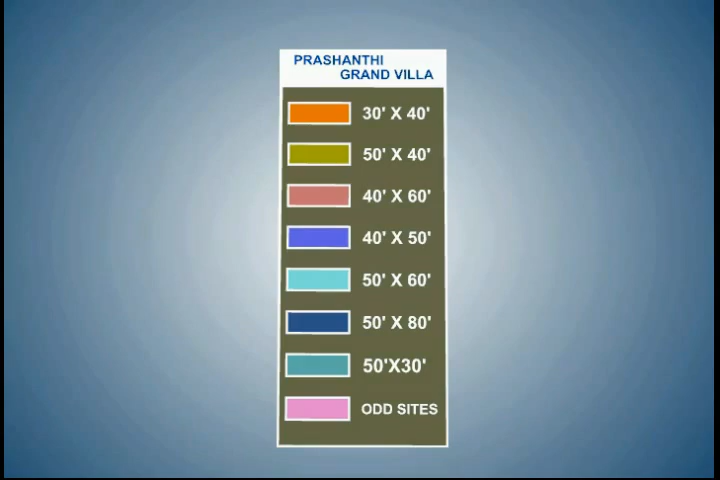 PRASHANTHI
GRAND VILLA
30' X 40'
50' X 40'
40' X 60'
40' X 50'
50' X 60'
50' X 80'
50'X30'
ODD SITES